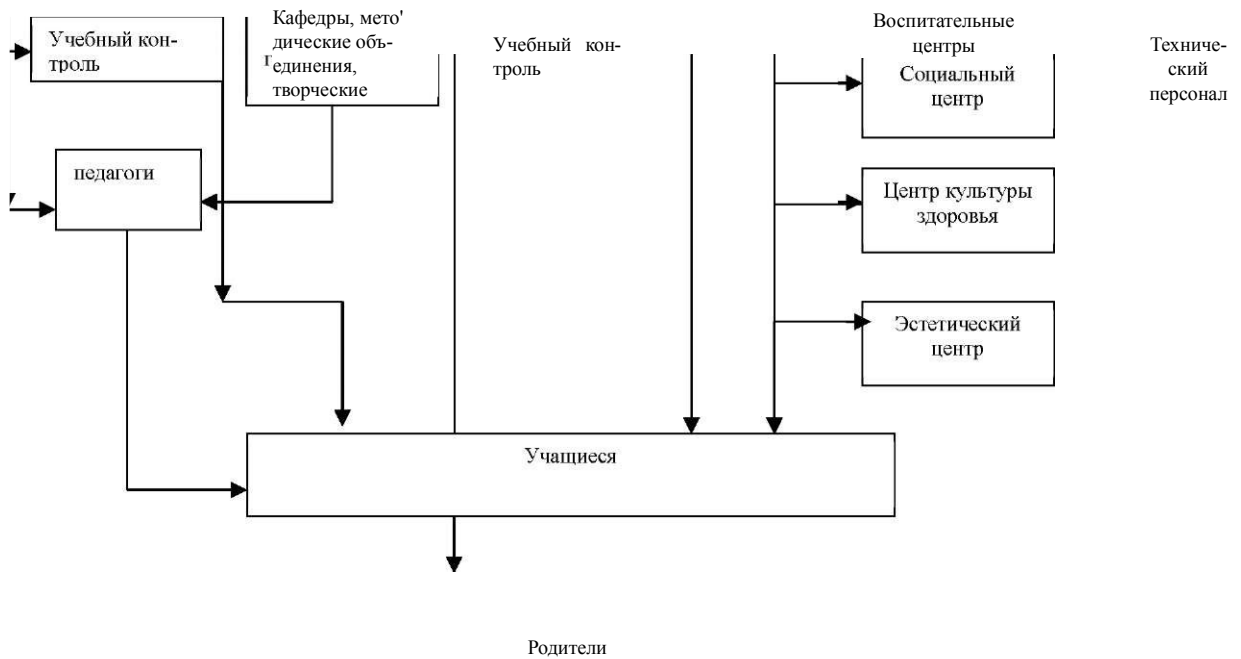 Учебный кон-
троль
Кафедры, мето'
дические объ-
единения,
творческие
Учебный кон-
троль
Воспитательные
центры
Социальный
центр
Техниче-
ский
персонал
педагоги
Центр культуры
здоровья
Эстетический
центр
Учащиеся
Родители